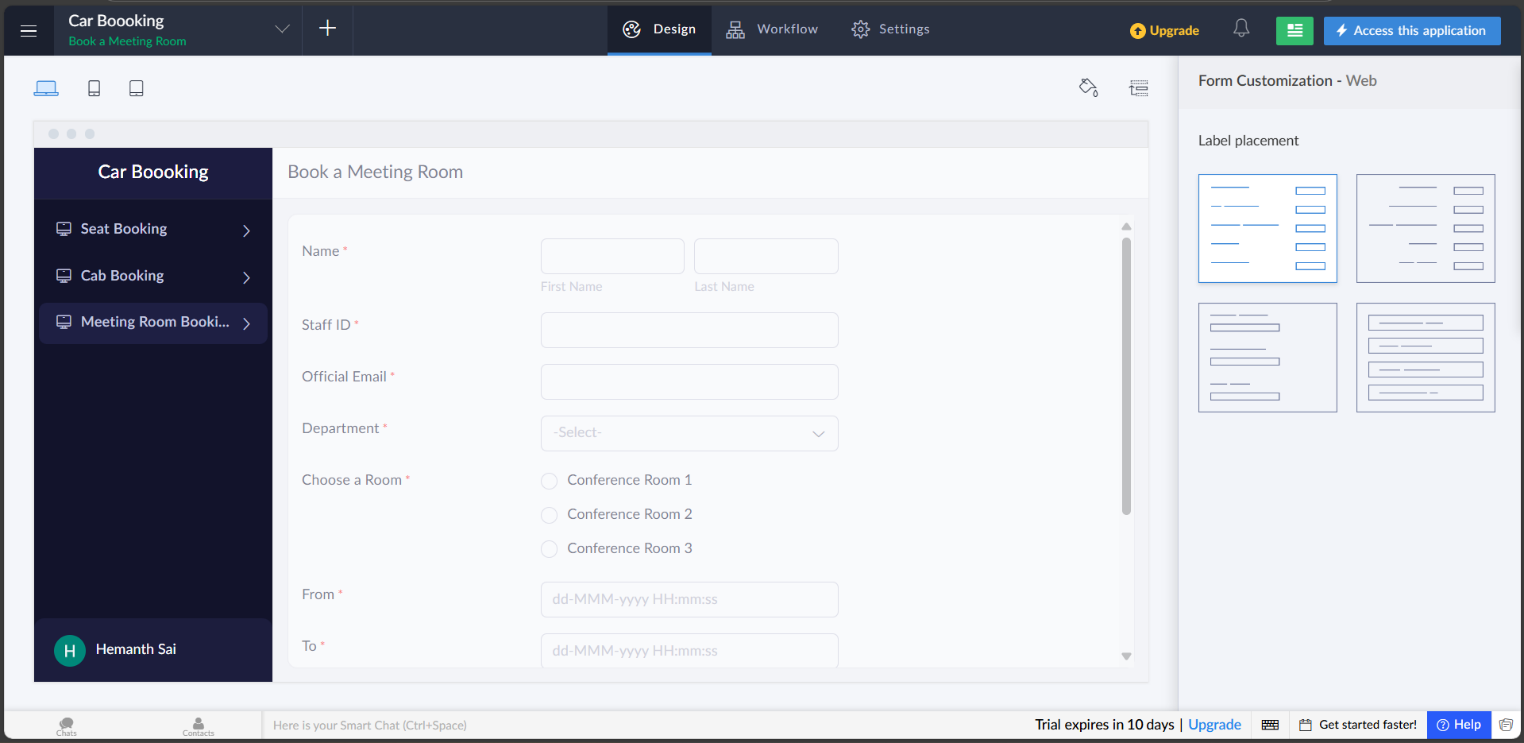 Car Boooking
Book a Meeting Room
Design
Workflow
Settings
Upgrade
Access this application
Form Customization - Web
Label placement
Car Boooking
Seat Booking
Cab Booking
Meeting Room Booki...
Hemanth Sai
H
Book a Meeting Room
Name *
First Name
Last Name
Staff ID *
Official Email *
Department *
-Select-
Choose a Room *
Conference Room 1
Conference Room 2
Conference Room 3
From *
dd-MMM-yyyy HH:mm:ss
To *
dd-MMM-yyyy HH:mm:ss
Chats
Contacts
Here is your Smart Chat (Ctrl+Space)
Trial expires in 10 days | Upgrade
Get started faster!
Help